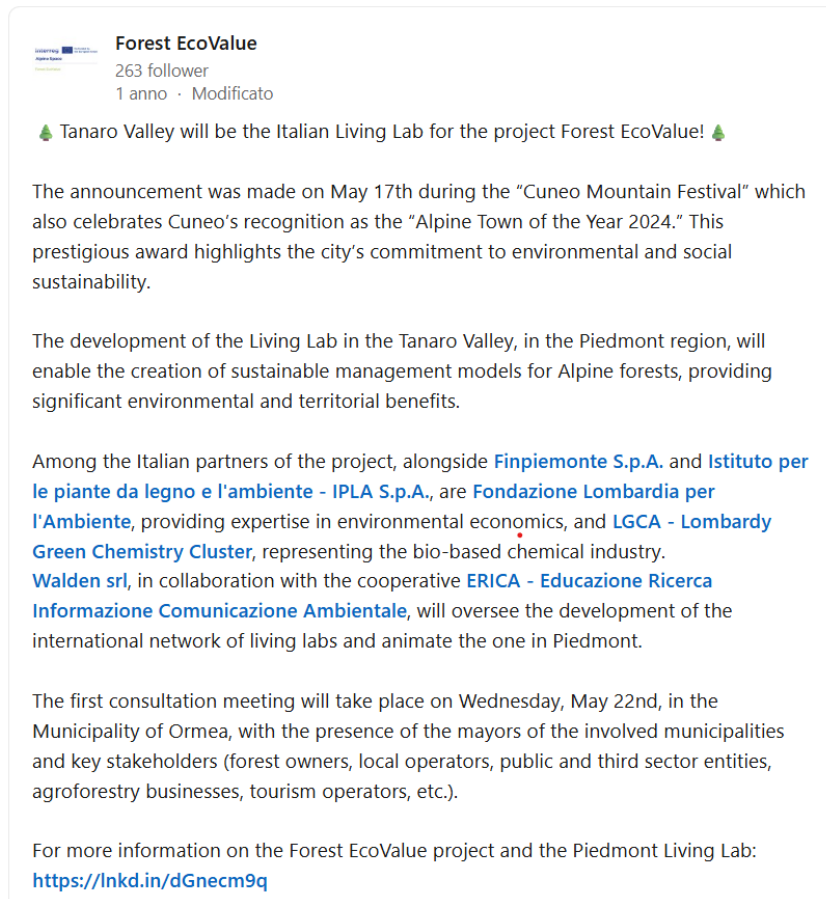 Interreg
Alpine Space
Forest EcoValue
263 follower
1 anno · Modificato
🌲 Tanaro Valley will be the Italian Living Lab for the project Forest EcoValue! 🌲
The announcement was made on May 17th during the “Cuneo Mountain Festival” which
also celebrates Cuneo’s recognition as the “Alpine Town of the Year 2024.” This
prestigious award highlights the city’s commitment to environmental and social
sustainability.
The development of the Living Lab in the Tanaro Valley, in the Piedmont region, will
enable the creation of sustainable management models for Alpine forests, providing
significant environmental and territorial benefits.
Among the Italian partners of the project, alongside Finpiemonte S.p.A. and Istituto per
le piante da legno e l'ambiente - IPLA S.p.A., are Fondazione Lombardia per
l'Ambiente, providing expertise in environmental economics, and LGCA - Lombardy
Green Chemistry Cluster, representing the bio-based chemical industry.
Walden srl, in collaboration with the cooperative ERICA - Educazione Ricerca
Informazione Comunicazione Ambientale, will oversee the development of the
international network of living labs and animate the one in Piedmont.
The first consultation meeting will take place on Wednesday, May 22nd, in the
Municipality of Ormea, with the presence of the mayors of the involved municipalities
and key stakeholders (forest owners, local operators, public and third sector entities,
agroforestry businesses, tourism operators, etc.).
For more information on the Forest EcoValue project and the Piedmont Living Lab:
https://lnkd.in/dGnecm9q